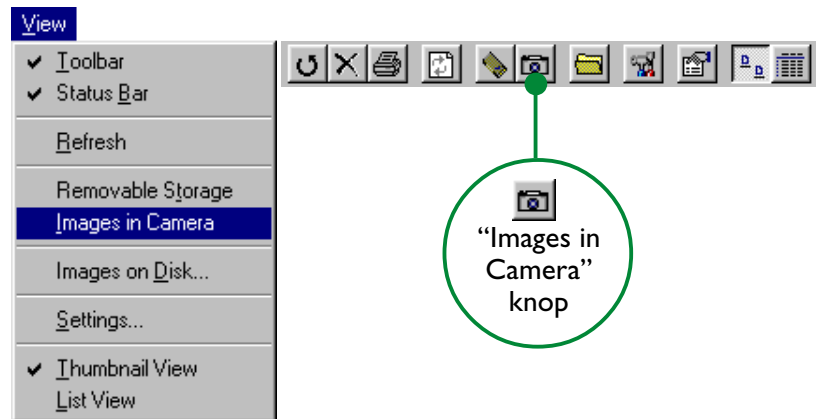 View
Toolbar
Status Bar
Refresh
Removable Storage
Images in Camera
Images on Disk...
Settings...
Thumbnail View
List View
“Images in
Camera”
knop